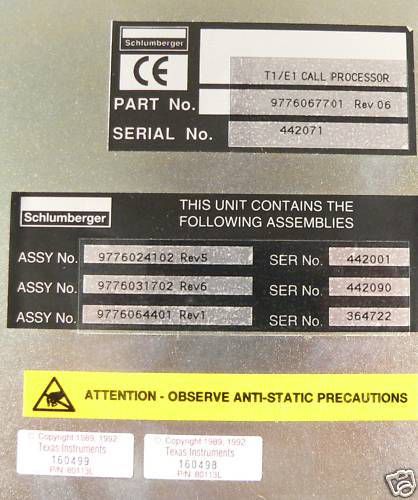 Schlumberger
CE
T1/E1 CALL PROCESSOR
PART No. 9776067701 Rev 06
SERIAL No. 442071
Schlumberger
THIS UNIT CONTAINS THE
FOLLOWING ASSEMBLIES
ASSY No. 9776024102 Rev5 SER No. 442001
ASSY No. 9776031702 Rev6 SER No. 442090
ASSY No. 9776064401 Rev1 SER No. 364722
ATTENTION - OBSERVE ANTI-STATIC PRECAUTIONS
© Copyright 1989, 1992
Texas Instruments
160499
P/N: 80113L
© Copyright 1989, 1992
Texas Instruments
160498
P/N: 80113L